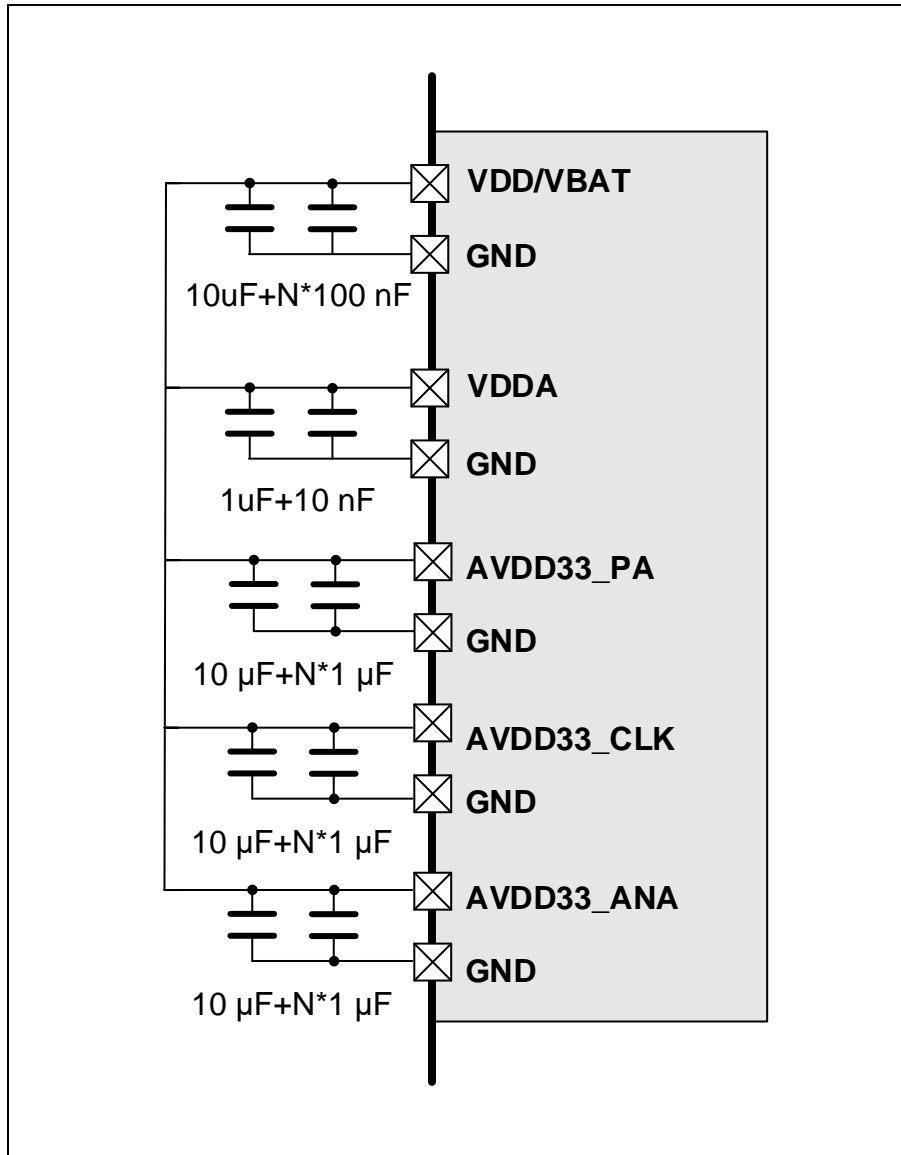 VDD/VBAT
GND
10uF+N*100 nF
VDDA
GND
1uF+10 nF
AVDD33_PA
GND
10 µF+N*1 µF
AVDD33_CLK
GND
10 µF+N*1 µF
AVDD33_ANA
GND
10 µF+N*1 µF